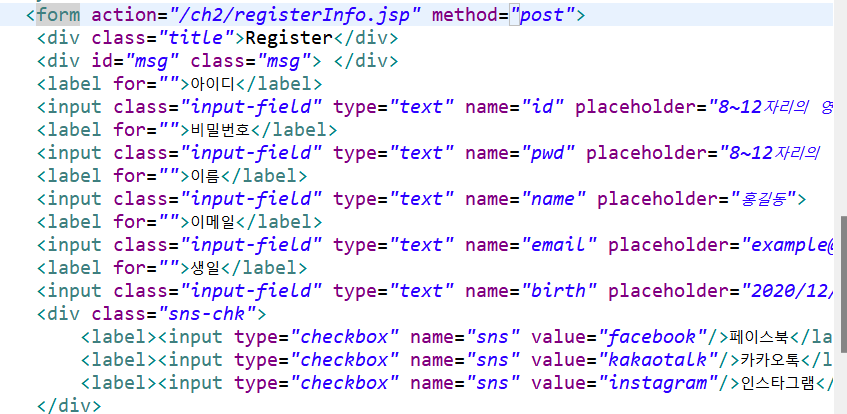 <form action="/ch2/registerInfo.jsp" method="post">
<div class="title">Register</div>
<div id="msg" class="msg"> </div>
<label for="">아이디</label>
<input class="input-field" type="text" name="id" placeholder="8~12자리의 영
<label for="">비밀번호</label>
<input class="input-field" type="text" name="pwd" placeholder="8~12자리의
<label for="">이름</label>
<input class="input-field" type="text" name="name" placeholder="홍길동">
<label for="">이메일</label>
<input class="input-field" type="text" name="email" placeholder="example@
<label for="">생일</label>
<input class="input-field" type="text" name="birth" placeholder="2020/12/
<div class="sns-chk">
<label><input type="checkbox" name="sns" value="facebook"/>페이스북</la
<label><input type="checkbox" name="sns" value="kakaotalk"/>카카오톡</l
<label><input type="checkbox" name="sns" value="instagram"/>인스타그램</
</div>